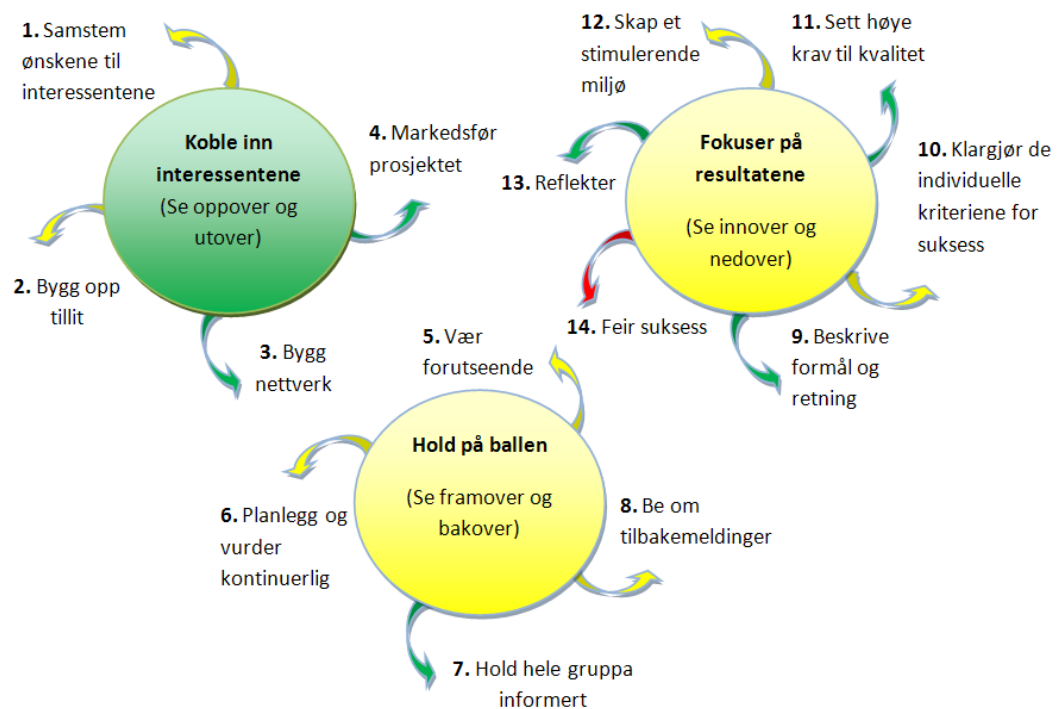 1. Samstem
ønskene til
interessentene
Koble inn
interessentene
(Se oppover og
utover)
2. Bygg opp
tillit
3. Bygg
nettverk
4. Markedsfør
prosjektet
5. Vær
forutseende
Hold på ballen
(Se framover og
bakover)
6. Planlegg og
vurder
kontinuerlig
7. Hold hele gruppa
informert
8. Be om
tilbakemeldinger
Fokuser på
resultatene
(Se innover og
nedover)
9. Beskrive
formål og
retning
10. Klargjør de
individuelle
kriteriene for
suksess
11. Sett høye
krav til kvalitet
12. Skap et
stimulerende
miljø
13. Reflekter
14. Feir suksess